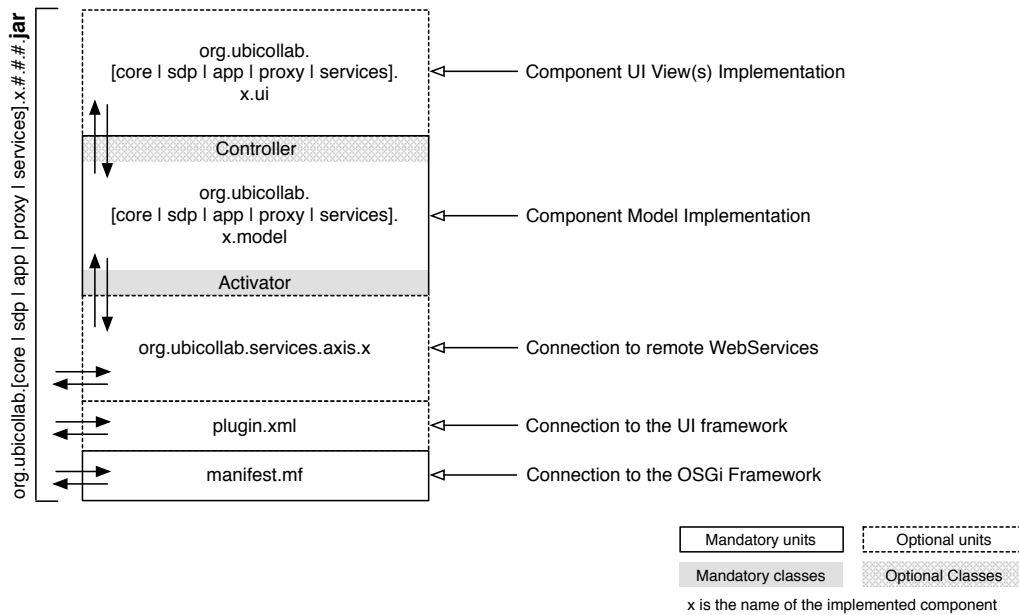 org.ubicollab.[core | sdp | app | proxy | services].x.#.#.#.jar
org.ubicollab.
[core | sdp | app | proxy | services].
x.ui
Component UI View(s) Implementation
Controller
org.ubicollab.
[core | sdp | app | proxy | services].
x.model
Component Model Implementation
Activator
org.ubicollab.services.axis.x
Connection to remote WebServices
plugin.xml
Connection to the UI framework
manifest.mf
Connection to the OSGi Framework
Mandatory units
Optional units
Mandatory classes
Optional Classes
x is the name of the implemented component